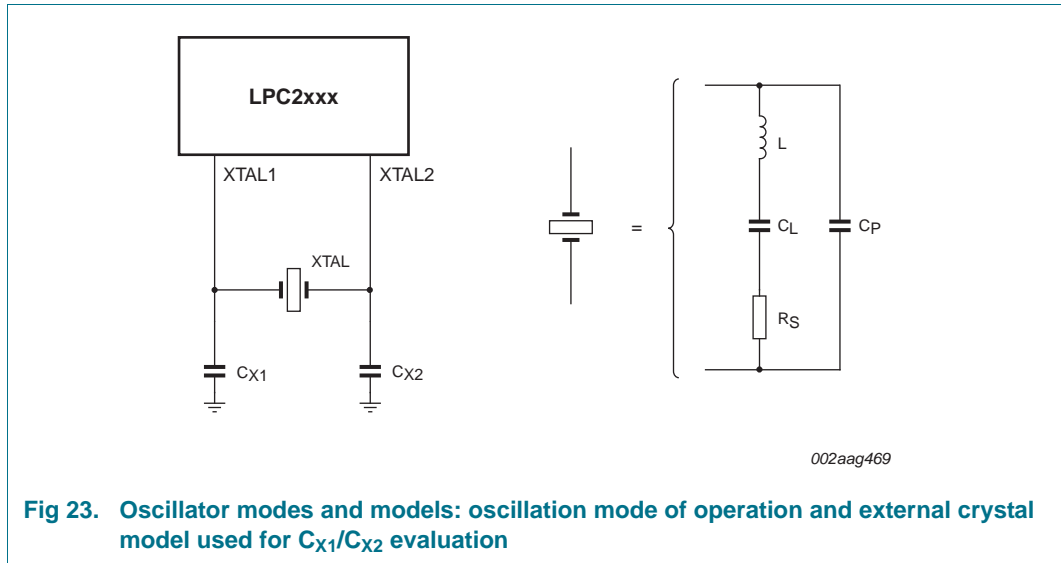 LPC2xxx
XTAL1
XTAL2
XTAL
CX1
CX2
=
L
CL
CP
RS
002aag469
Fig 23. Oscillator modes and models: oscillation mode of operation and external crystal
model used for CX1/CX2 evaluation